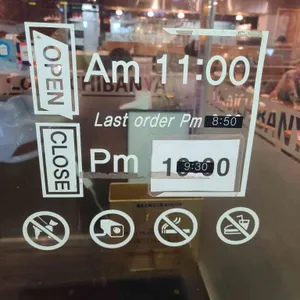 OPEN Am 11:00
Last order Pm 8:50
CLOSE Pm 9:30